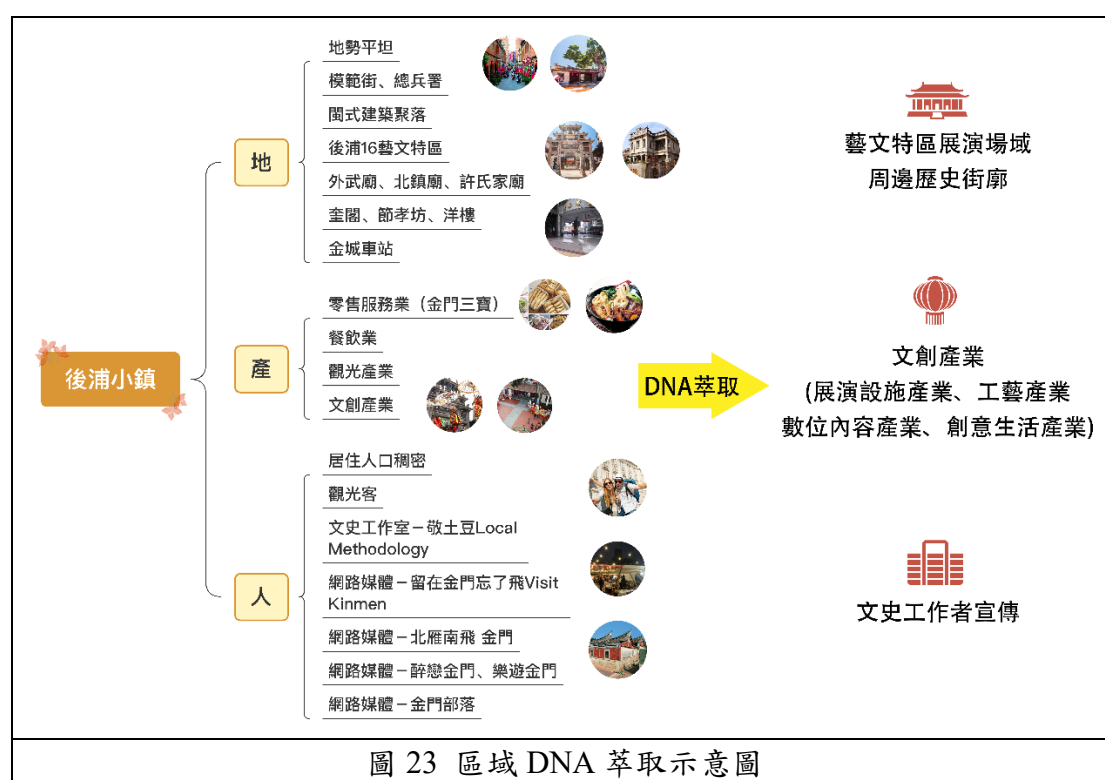 後浦小鎮
地
地勢平坦
模範街、總兵署
閩式建築聚落
後浦16藝文特區
外武廟、北鎮廟、許氏家廟
奎閣、節孝坊、洋樓
金城車站
產
零售服務業（金門三寶）
餐飲業
觀光產業
文創產業
人
居住人口稠密
觀光客
文史工作室－敬土豆Local
Methodology
網路媒體－留在金門忘了飛Visit
Kinmen
網路媒體－北雁南飛 金門
網路媒體－醉戀金門、樂遊金門
網路媒體－金門部落
DNA萃取
藝文特區展演場域
周邊歷史街廓
文創產業
(展演設施產業、工藝產業
數位內容產業、創意生活產業)
文史工作者宣傳
圖 23 區域 DNA 萃取示意圖